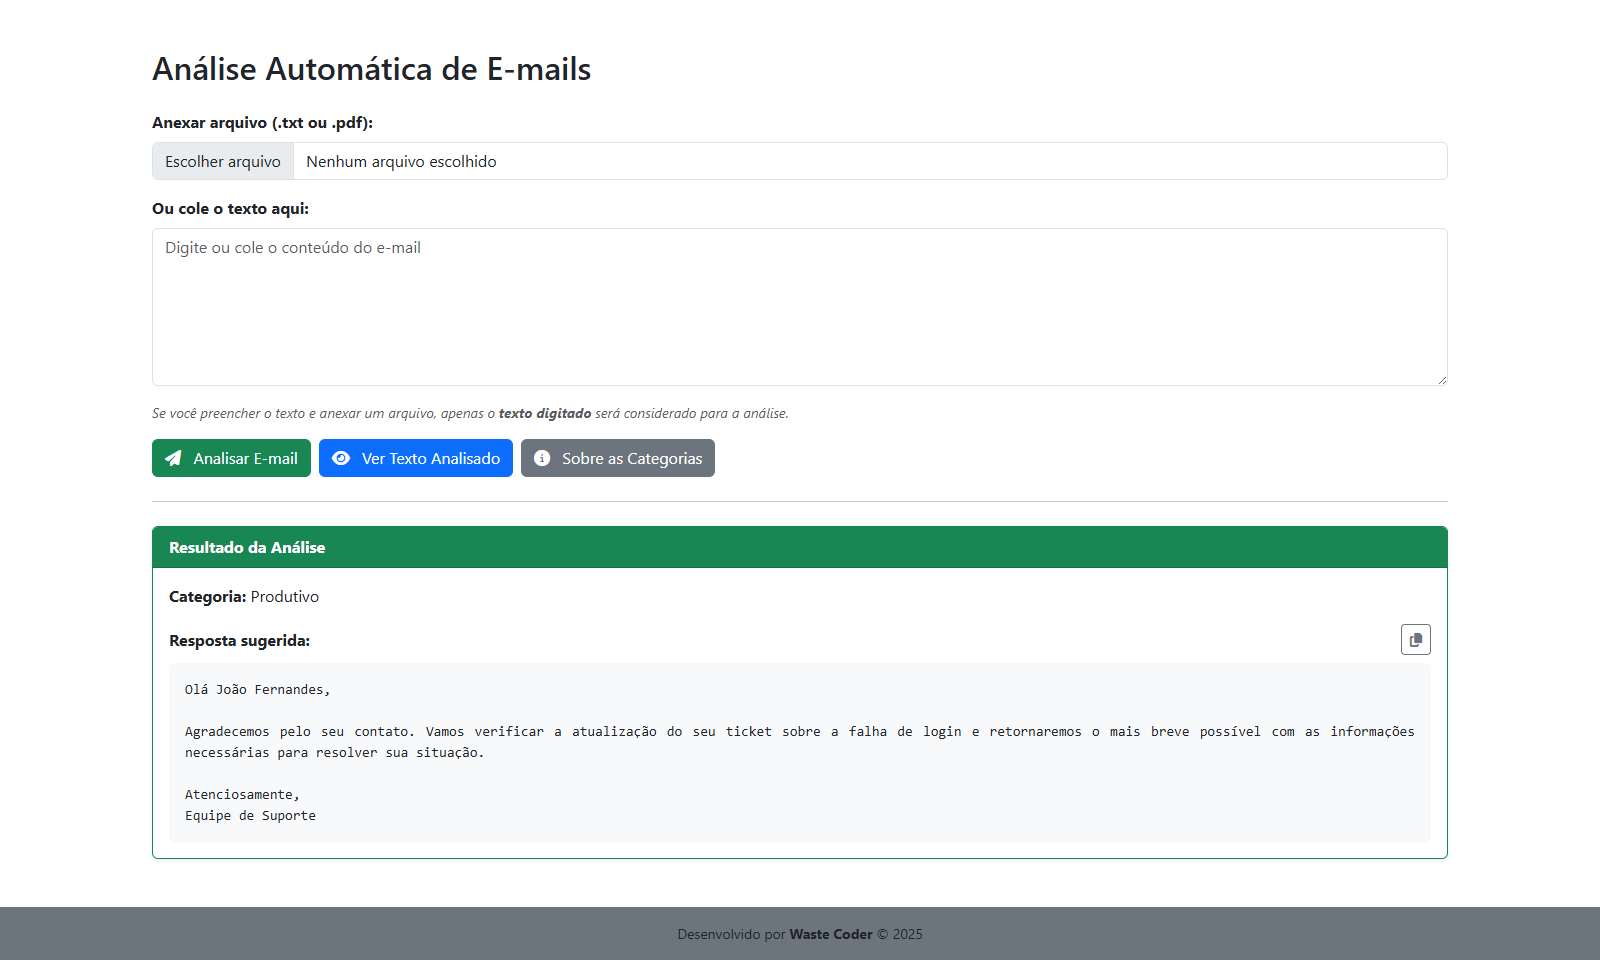 Análise Automática de E-mails
Anexar arquivo (.txt ou .pdf):
Escolher arquivo Nenhum arquivo escolhido
Ou cole o texto aqui:
Digite ou cole o conteúdo do e-mail
Se você preencher o texto e anexar um arquivo, apenas o texto digitado será considerado para a análise.
Analisar E-mail Ver Texto Analisado Sobre as Categorias
Resultado da Análise
Categoria: Produtivo
Resposta sugerida:
Olá João Fernandes,
Agradecemos pelo seu contato. Vamos verificar a atualização do seu ticket sobre a falha de login e retornaremos o mais breve possível com as informações
necessárias para resolver sua situação.
Atenciosamente,
Equipe de Suporte
Desenvolvido por Waste Coder © 2025